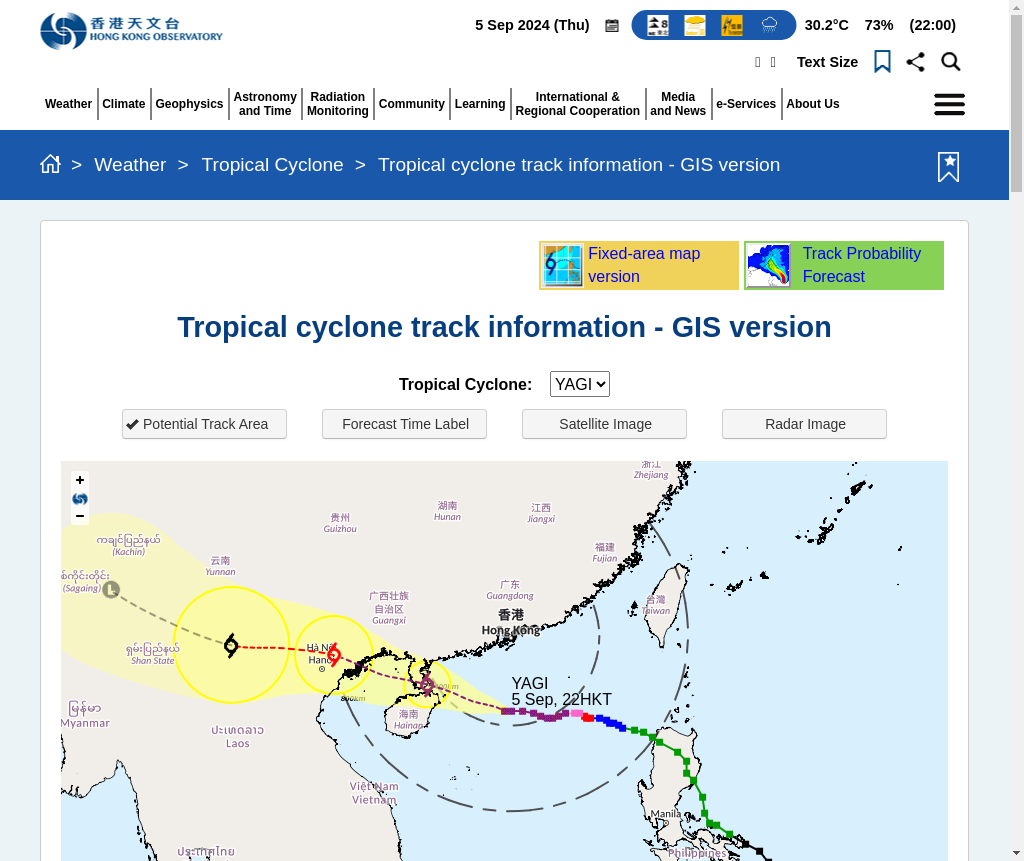 香港天文台
HONG KONG OBSERVATORY
5 Sep 2024 (Thu)
30.2°C 73% (22:00)
Text Size
Weather
Climate
Geophysics
Astronomy and Time
Radiation Monitoring
Community
Learning
International & Regional Cooperation
Media and News
e-Services
About Us
> Weather > Tropical Cyclone > Tropical cyclone track information - GIS version
Fixed-area map version
Track Probability Forecast
Tropical cyclone track information - GIS version
Tropical Cyclone: YAGI
Potential Track Area
Forecast Time Label
Satellite Image
Radar Image
+
−
浙江
Zhejiang
湖南
Hunan
江西
Jiangxi
贵州
Guizhou
ကချင်ပြည်နယ်
(Kachin)
福建
Fujian
云南
Yunnan
(Sagaing)
L
广东
Guangdong
广西壮族
自治区
Guangxi
台灣
Taiwan
香港
Hong Kong
ရှမ်းပြည်နယ်
Shan State
Hà Nội
YAGI
5 Sep, 22HKT
海南
Hainan
မြန်မာ
Myanmar
ປະເທດລາວ
Laos
Việt Nam
Vietnam
Manila
ประเทศไทย
Philippines